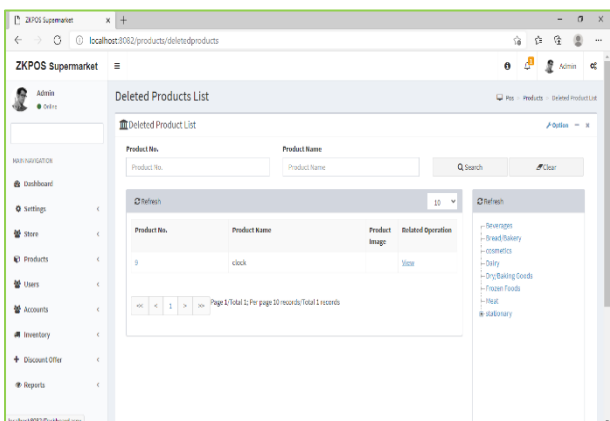 ZKPOS Supermarket
localhost:8082/products/deletedproducts
ZKPOS Supermarket
Admin
Admin
Online
Deleted Products List
Pos Products Deleted Product List
Deleted Product List
Option
Product No.
Product Name
Product No.
Product Name
Search
Clear
MAIN NAVIGATION
Dashboard
Settings
Store
Products
Users
Accounts
Inventory
Discount Offer
Reports
Refresh
10
Product No.
Product Name
Product Image
Related Operation
9
clock
View
<< < 1 > >> Page 1/Total 1; Per page 10 records/Total 1 records
Refresh
Beverages
Bread/Bakery
cosmetics
Dairy
Dry/Baking Goods
Frozen Foods
Meat
stationary